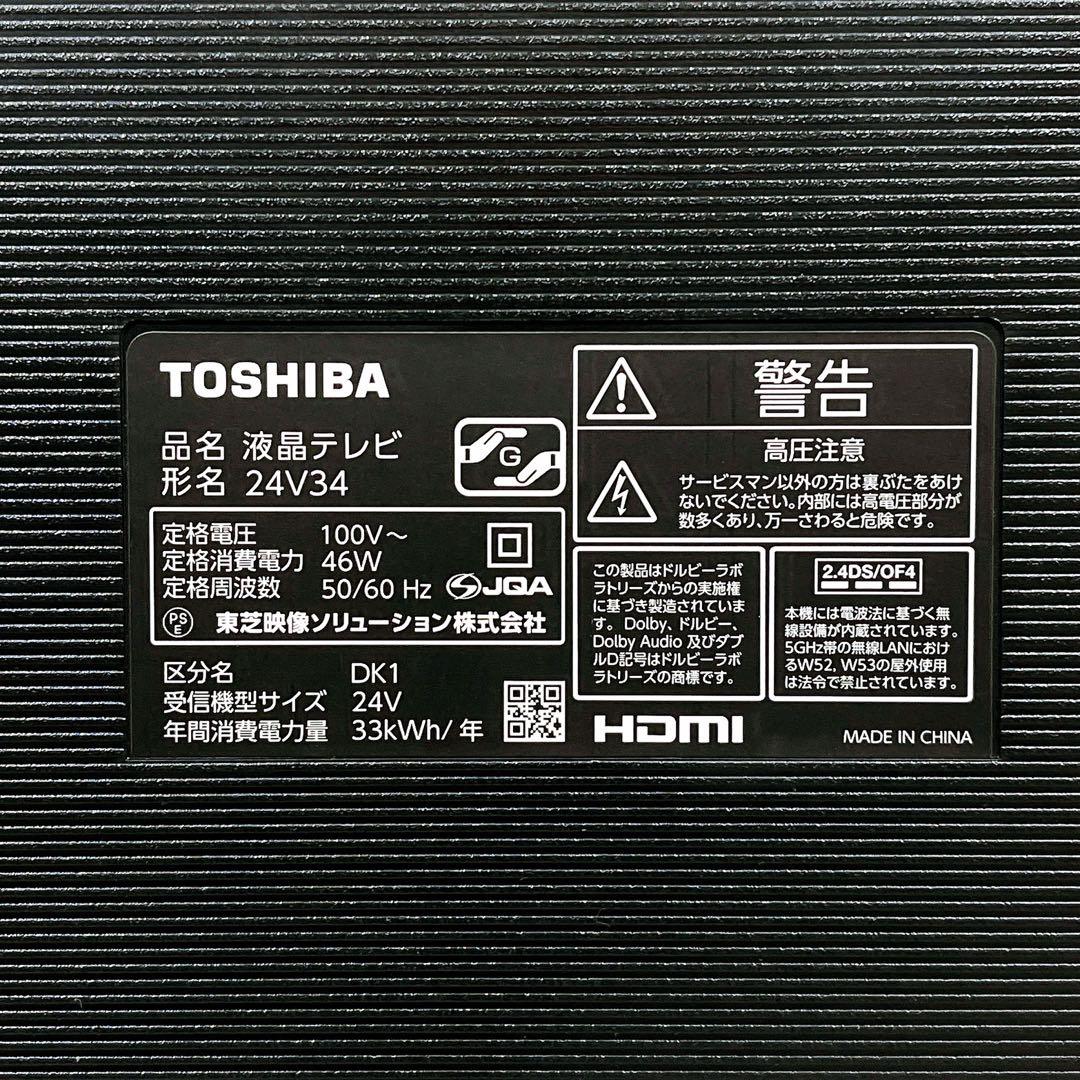 TOSHIBA
品名 液晶テレビ
形名 24V34
G
定格電圧 100V～
定格消費電力 46W
定格周波数 50/60 Hz JQA
PS
E
東芝映像ソリューション株式会社
区分名 DK1
受信機型サイズ 24V
年間消費電力量 33kWh/年
警告
高圧注意
サービスマン以外の方は裏ぶたをあけ
ないでください。内部には高電圧部分が
数多くあり、万一さわると危険です。
この製品はドルビーラボ
ラトリーズからの実施権
に基づき製造されていま
す。Dolby、ドルビー、
Dolby Audio 及びダブ
ルD記号はドルビーラボ
ラトリーズの商標です。
2.4DS/OF4
本機には電波法に基づく無
線設備が内蔵されています。
5GHz帯の無線LANにおけ
るW52, W53の屋外使用
は法令で禁止されています。
HDMI
MADE IN CHINA